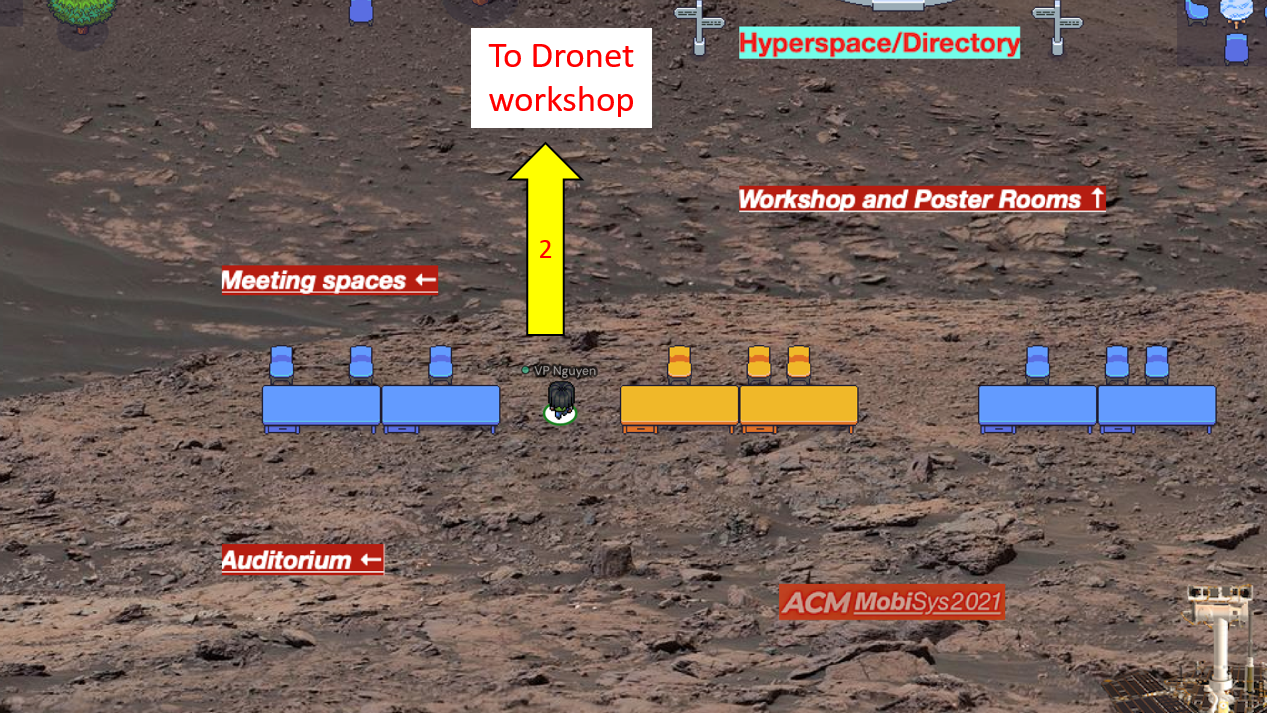 To Dronet
workshop
Hyperspace/Directory
Workshop and Poster Rooms ↑
2
Meeting spaces ←
VP Nguyen
Auditorium ←
ACM MobiSys2021